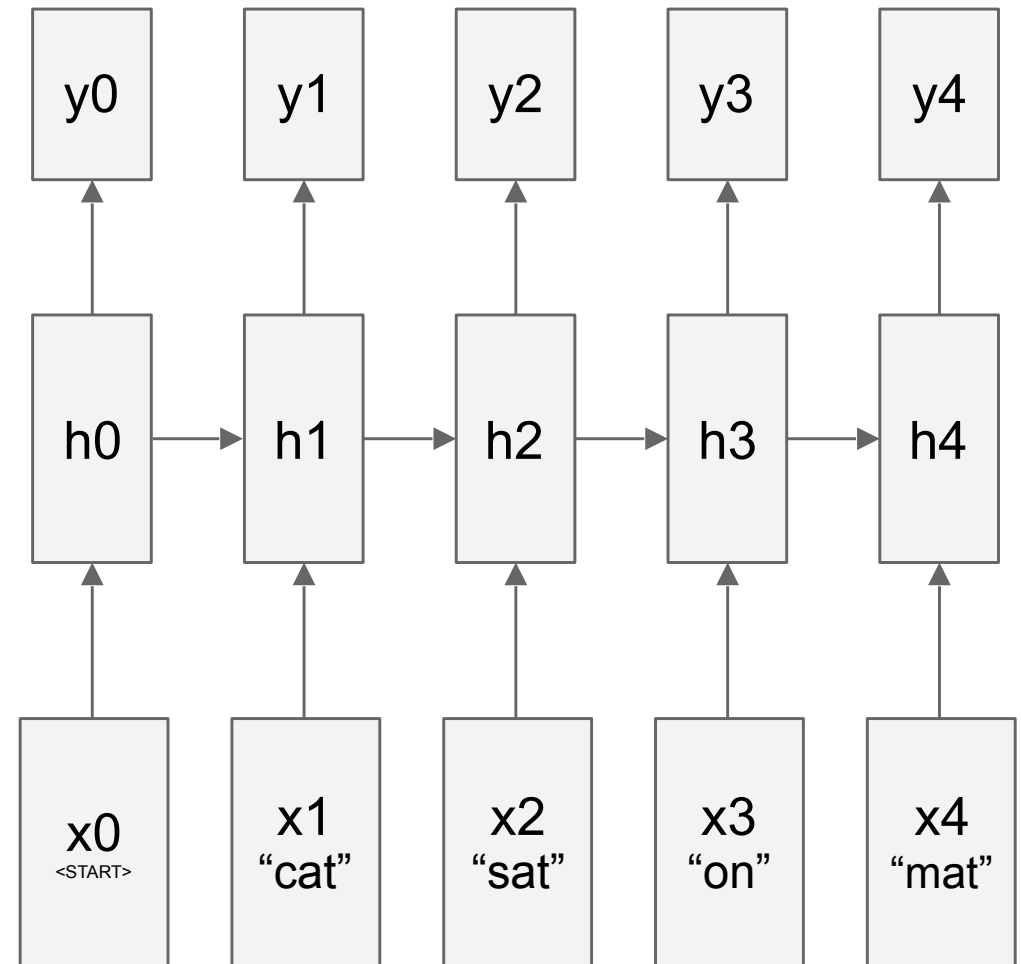 y0 y1 y2 y3 y4
h0 h1 h2 h3 h4
x0 x1 x2 x3 x4
<START> “cat” “sat” “on” “mat”